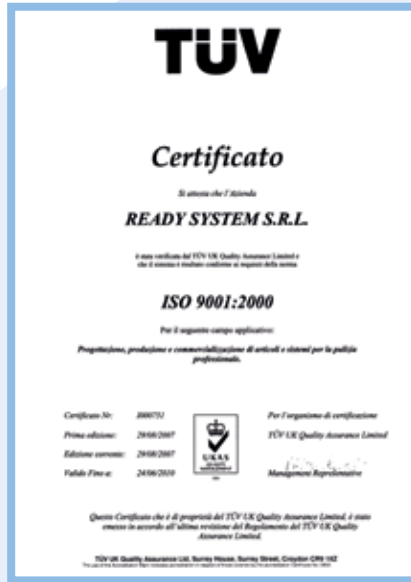 TÜV
Certificato
Si attesta che l'Azienda
READY SYSTEM S.R.L.
è stata verificata dal TÜV UK Quality Assurance Limited e
che il sistema è risultato conforme ai requisiti della norma
ISO 9001:2000
Per il seguente campo applicativo:
Progettazione, produzione e commercializzazione di articoli e sistemi per la pulizia
professionale.
Certificato Nr:
Prima edizione: 29/08/2007
Edizione corrente: 29/08/2007
Valido Fino a: 24/06/2010
UKAS
QUALITY
MANAGEMENT
Per l'organismo di certificazione
TÜV UK Quality Assurance Limited
Management Representative
Questo Certificato che è di proprietà del TÜV UK Quality Assurance Limited, è stato
emesso in accordo all'ultima revisione del Regolamento del TÜV UK Quality
Assurance Limited.
TÜV UK Quality Assurance Ltd, Surrey House, Surrey Street, Croydon CR9 1XZ